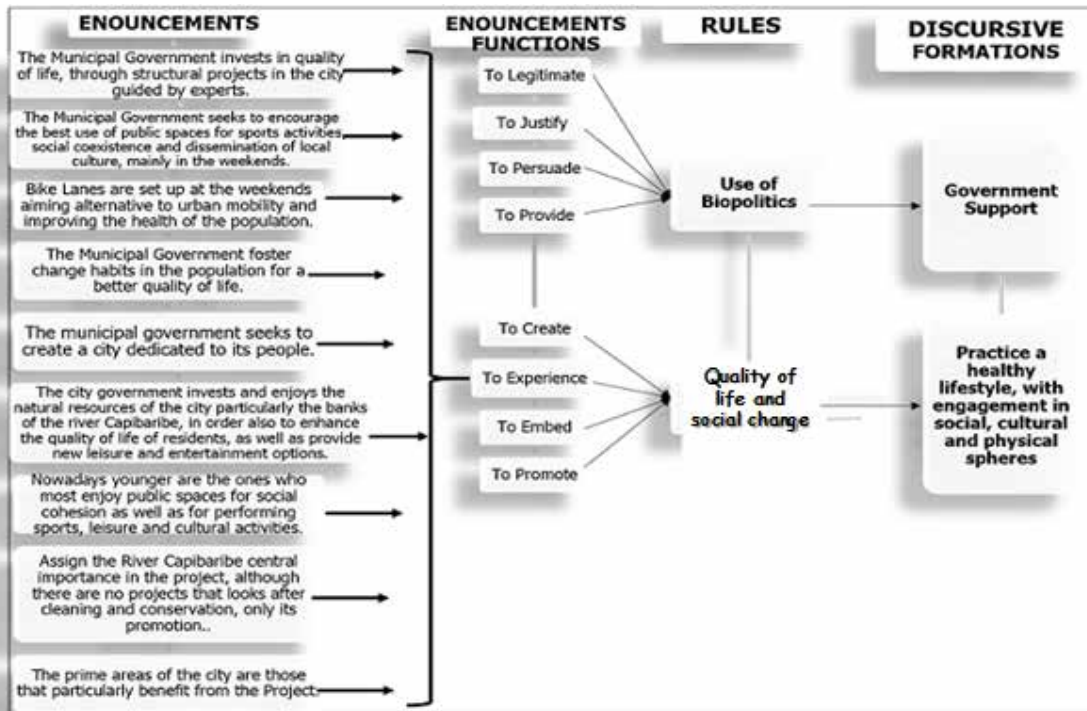 ENOUNCEMENTS
The Municipal Government invests in quality
of life, through structural projects in the city
guided by experts.
The Municipal Government seeks to encourage
the best use of public spaces for sports activities,
social coexistence and dissemination of local
culture, mainly in the weekends.
Bike Lanes are set up at the weekends
aiming alternative to urban mobility and
improving the health of the population.
The Municipal Government foster
change habits in the population for a
better quality of life.
The municipal government seeks to
create a city dedicated to its people.
The city government invests and enjoys the
natural resources of the city particularly the banks
of the river Capibaribe, in order also to enhance
the quality of life of residents, as well as provide
new leisure and entertainment options.
Nowadays younger are the ones who
most enjoy public spaces for social
cohesion as well as for performing
sports, leisure and cultural activities.
Assign the River Capibaribe central
importance in the project, although
there are no projects that looks after
cleaning and conservation, only its
promotion..
The prime areas of the city are those
that particularly benefit from the Project.
ENOUNCEMENTS
FUNCTIONS
To Legitimate
To Justify
To Persuade
To Provide
To Create
To Experience
To Embed
To Promote
RULES
Use of
Biopolitics
Quality of
life and
social change
DISCURSIVE
FORMATIONS
Government
Support
Practice a
healthy
lifestyle, with
engagement in
social, cultural
and physical
spheres